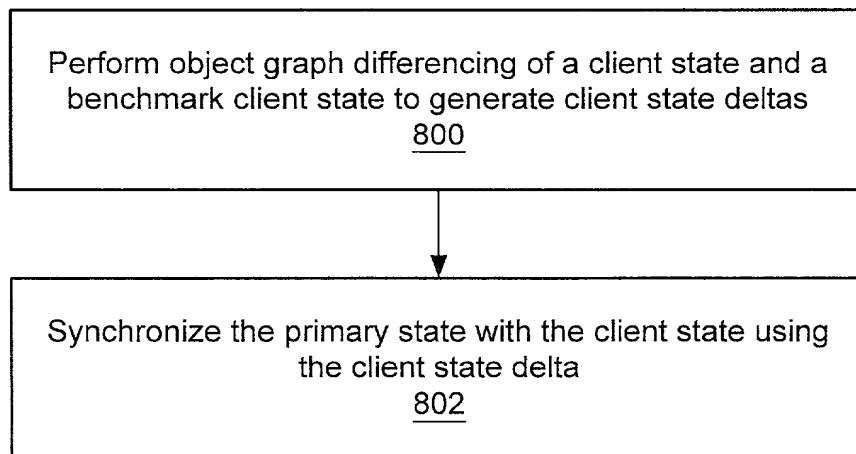 Perform object graph differencing of a client state and a
benchmark client state to generate client state deltas
800
Synchronize the primary state with the client state using
the client state delta
802